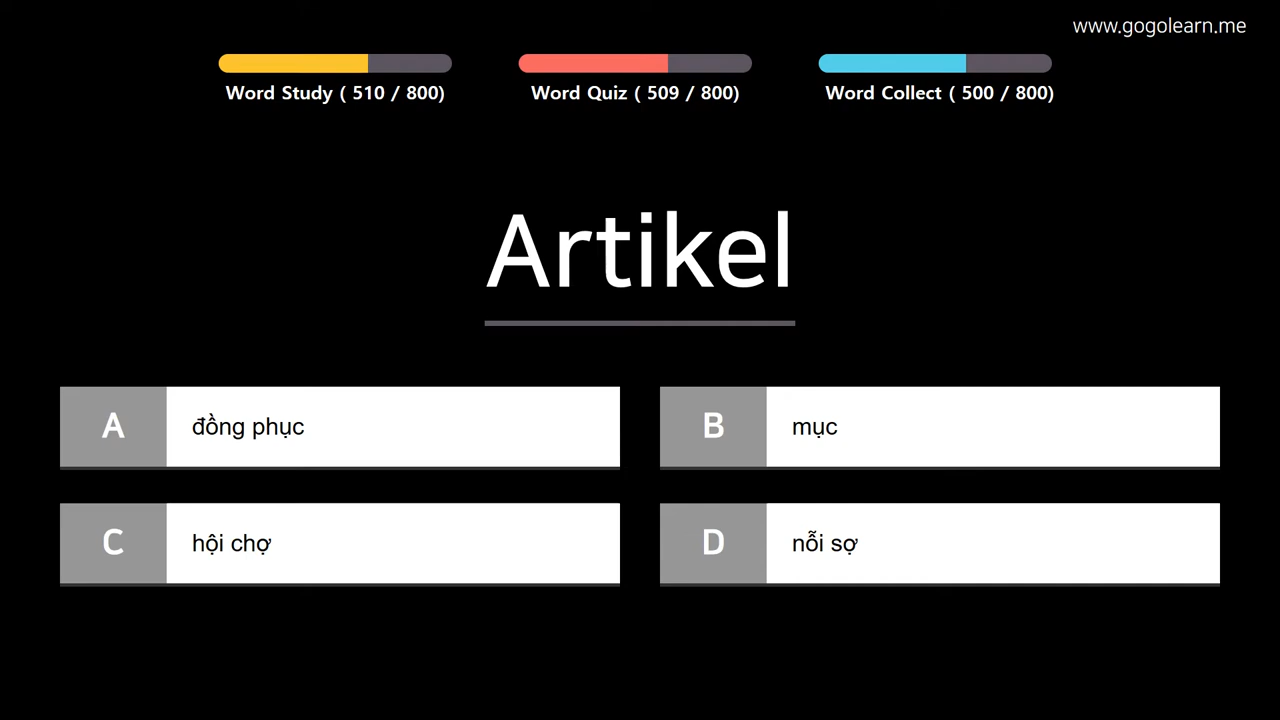 www.gogolearn.me
Word Study ( 510 / 800)
Word Quiz ( 509 / 800)
Word Collect ( 500 / 800)
Artikel
A
đồng phục
B
mục
C
hội chợ
D
nỗi sợ